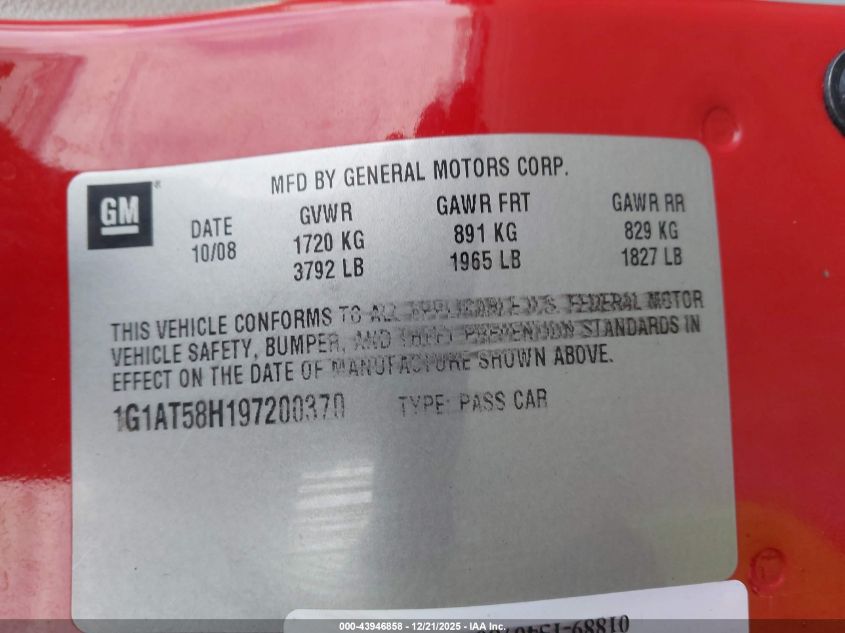 MFD BY GENERAL MOTORS CORP.
GM®
DATE GVWR GAWR FRT GAWR RR
10/08 1720 KG 891 KG 829 KG
3792 LB 1965 LB 1827 LB
THIS VEHICLE CONFORMS TO ALL APPLICABLE U.S. FEDERAL MOTOR
VEHICLE SAFETY, BUMPER, AND THEFT PREVENTION STANDARDS IN
EFFECT ON THE DATE OF MANUFACTURE SHOWN ABOVE.
1G1AT58H197200370 TYPE: PASS CAR
000-43946858 - 12/21/2025 - IAA Inc.